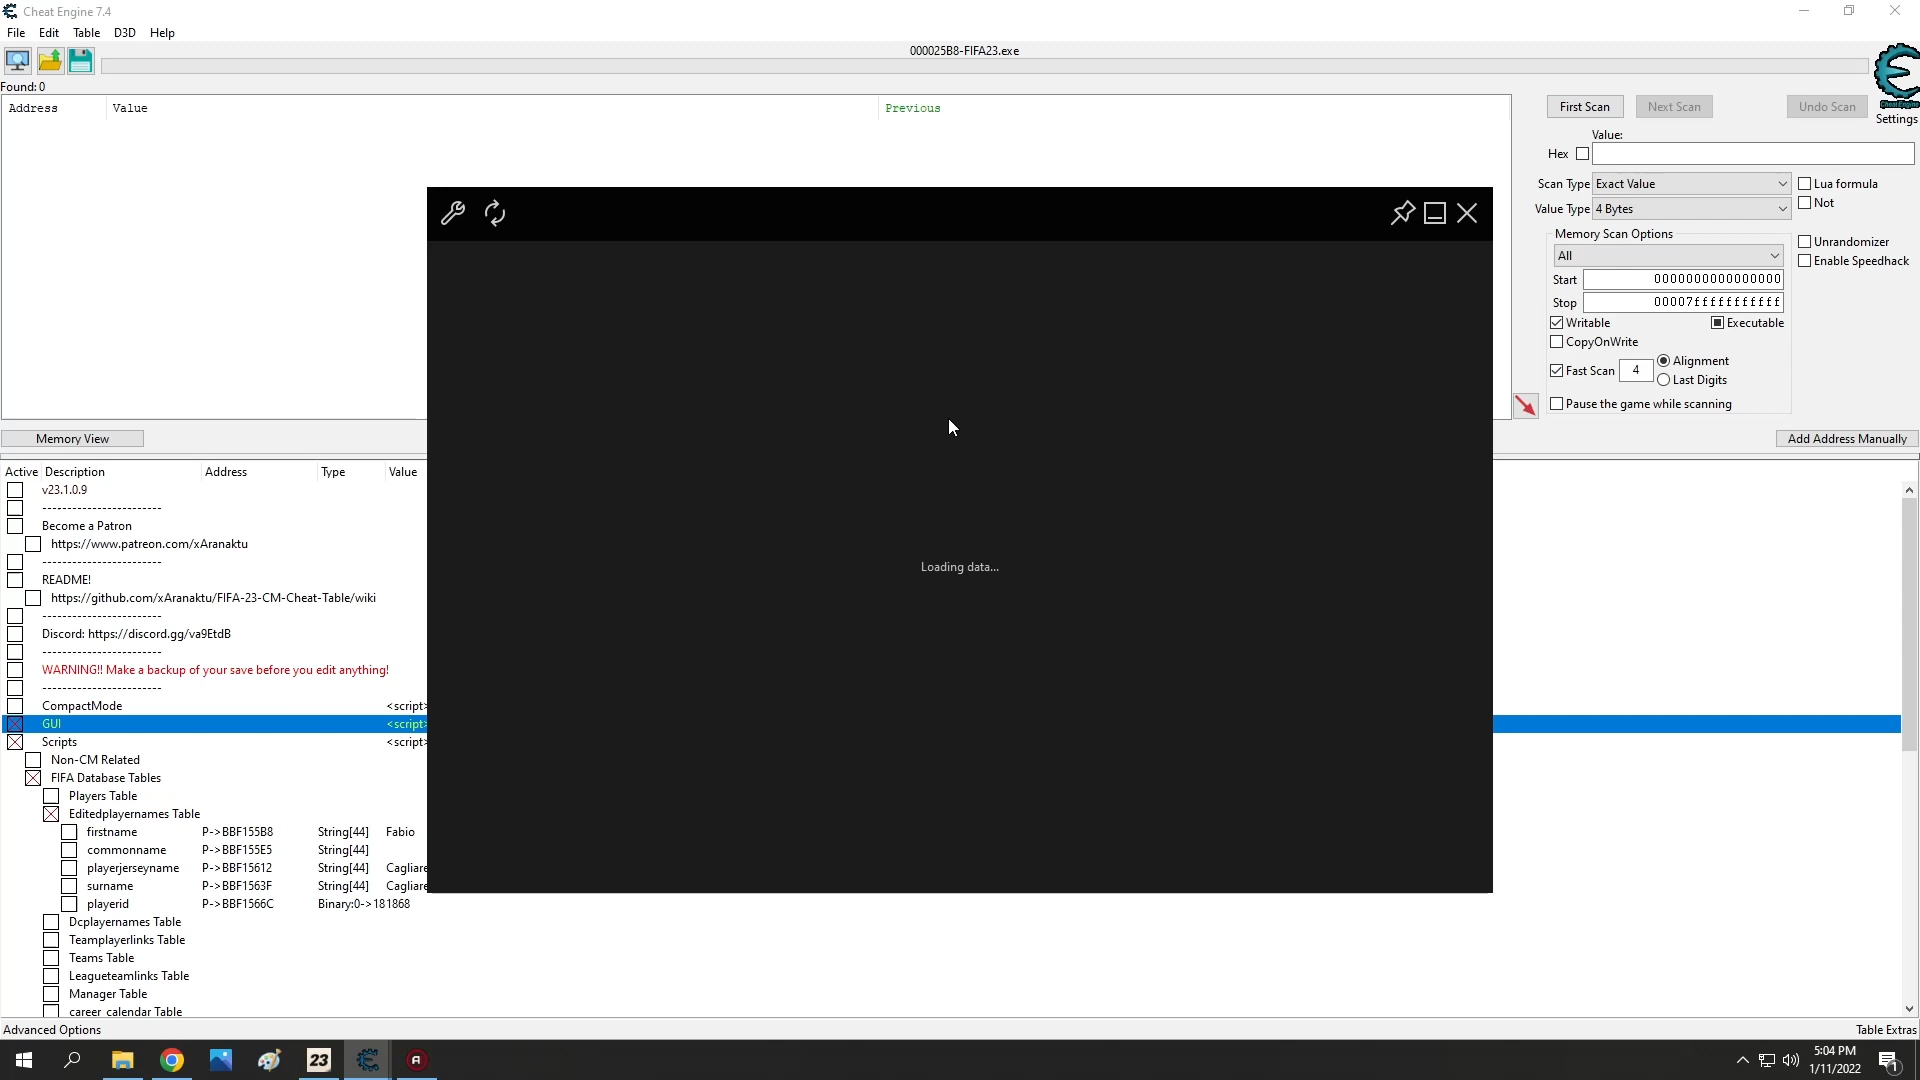 Cheat Engine 7.4
File Edit Table D3D Help
000025B8-FIFA23.exe
Found: 0
Address Value Previous
First Scan Next Scan Undo Scan
Cheat Engine
Settings
Value:
Hex
Scan Type Exact Value Lua formula
Value Type 4 Bytes Not
Memory Scan Options
All
Unrandomizer
Enable Speedhack
Start 0000000000000000
Stop 00007fffffffffff
Writable Executable
CopyOnWrite
Fast Scan 4 Alignment
Last Digits
Pause the game while scanning
Memory View Add Address Manually
Loading data...
Active Description Address Type Value
v23.1.0.9
------------------------
Become a Patron
https://www.patreon.com/xAranaktu
------------------------
README!
https://github.com/xAranaktu/FIFA-23-CM-Cheat-Table/wiki
------------------------
Discord: https://discord.gg/va9EtdB
------------------------
WARNING!! Make a backup of your save before you edit anything!
------------------------
CompactMode <script>
GUI <script>
Scripts <script>
Non-CM Related
FIFA Database Tables
Players Table
Editedplayernames Table
firstname P->BBF155B8 String[44] Fabio
commonname P->BBF155E5 String[44]
playerjerseyname P->BBF15612 String[44] Cagliare
surname P->BBF1563F String[44] Cagliare
playerid P->BBF1566C Binary:0->181868
Dcplayernames Table
Teamplayerlinks Table
Teams Table
Leagueteamlinks Table
Manager Table
career_calendar Table
Advanced Options Table Extras
23
A
5:04 PM
1/11/2022
1